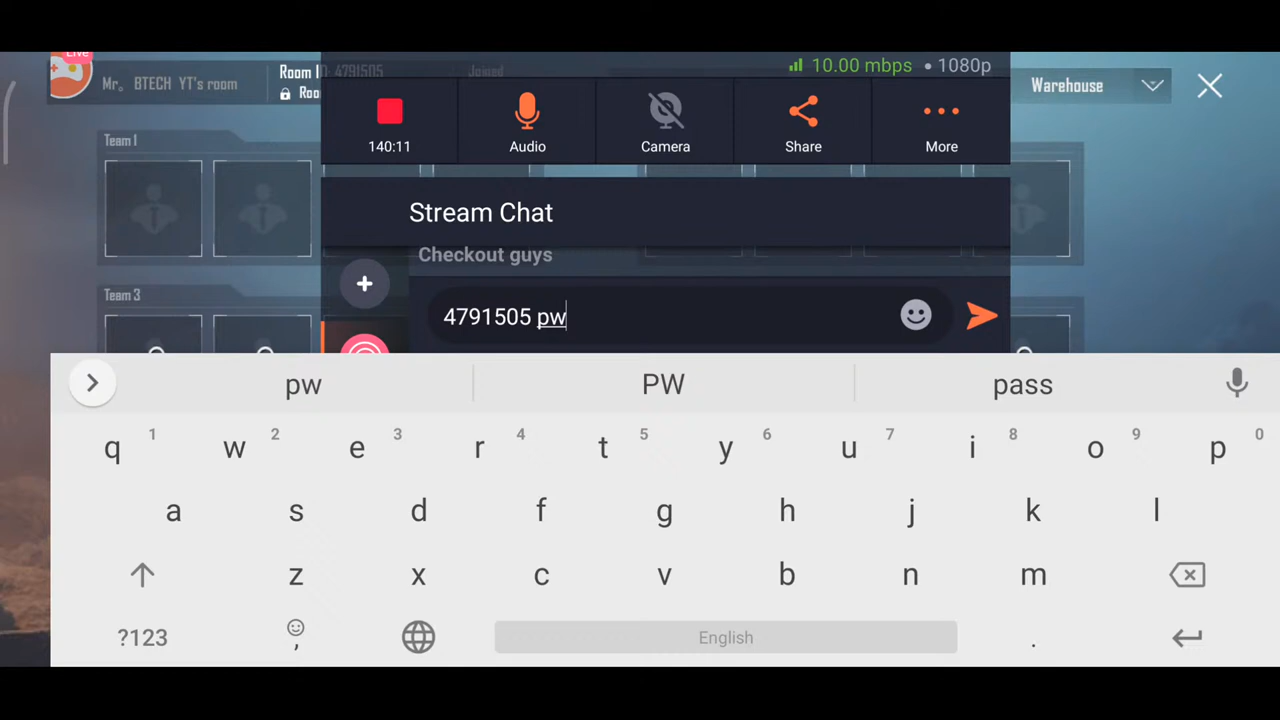 Live
10.00 mbps • 1080p
Mr。 BTECH YT's room
Room ID: 4791505
Joined
Warehouse
Roo
140:11
Audio
Camera
Share
More
Team 1
Stream Chat
Checkout guys
Team 3
4791505 pw
pw PW pass
q 1 w 2 e 3 r 4 t 5 y 6 u 7 i 8 o 9 p 0
a s d f g h j k l
z x c v b n m
?123 , English .